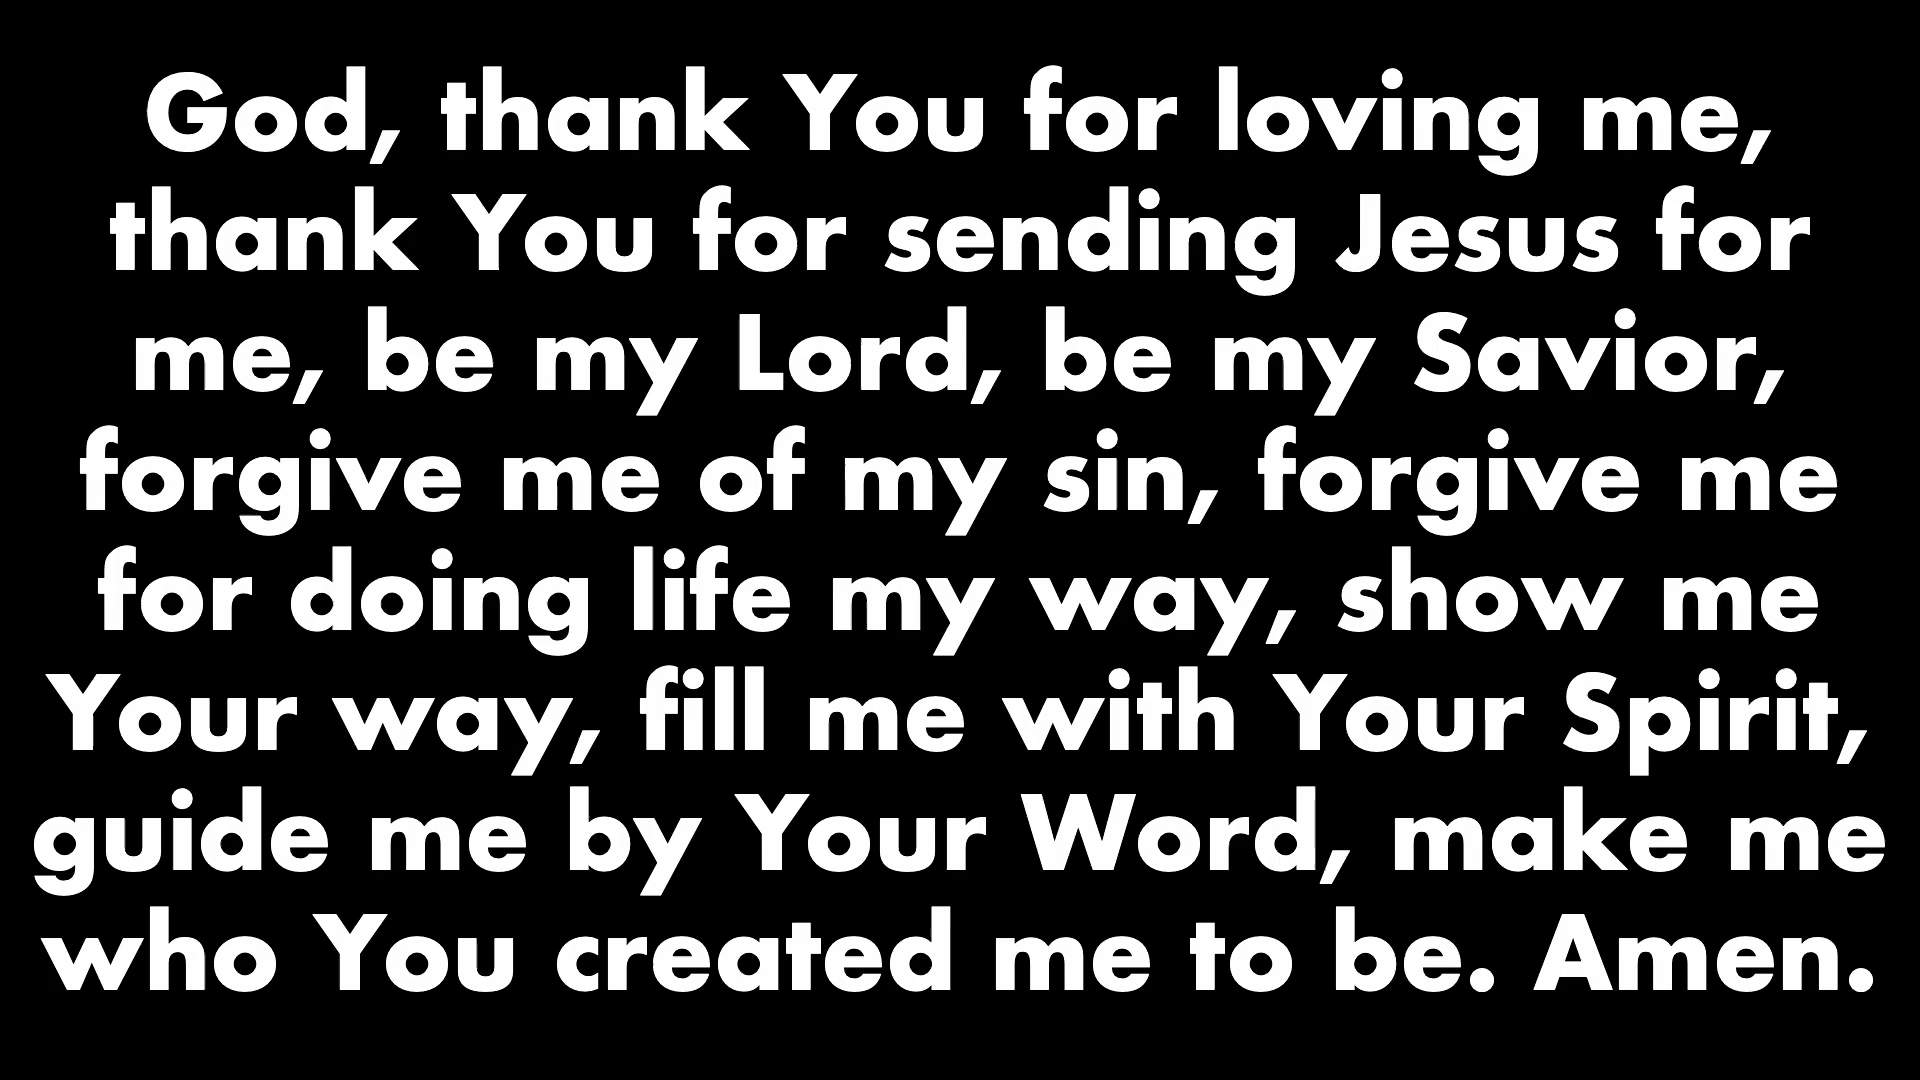 God, thank You for loving me,
thank You for sending Jesus for
me, be my Lord, be my Savior,
forgive me of my sin, forgive me
for doing life my way, show me
Your way, fill me with Your Spirit,
guide me by Your Word, make me
who You created me to be. Amen.